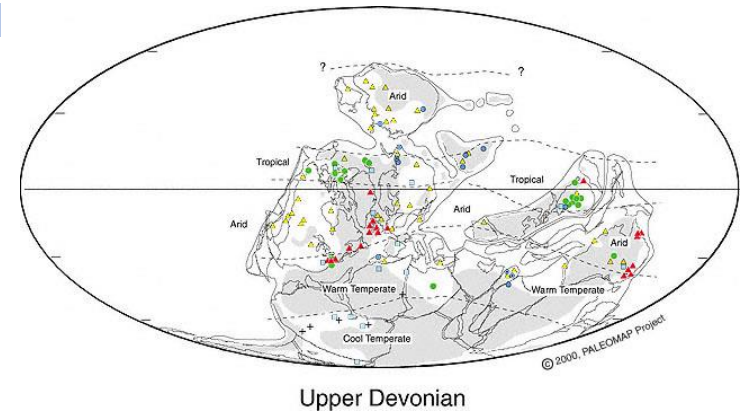 ? ?
Arid
Tropical
Tropical
Arid
Arid
Arid
Warm Temperate
Warm Temperate
Cool Temperate
© 2000, PALEOMAP Project
Upper Devonian